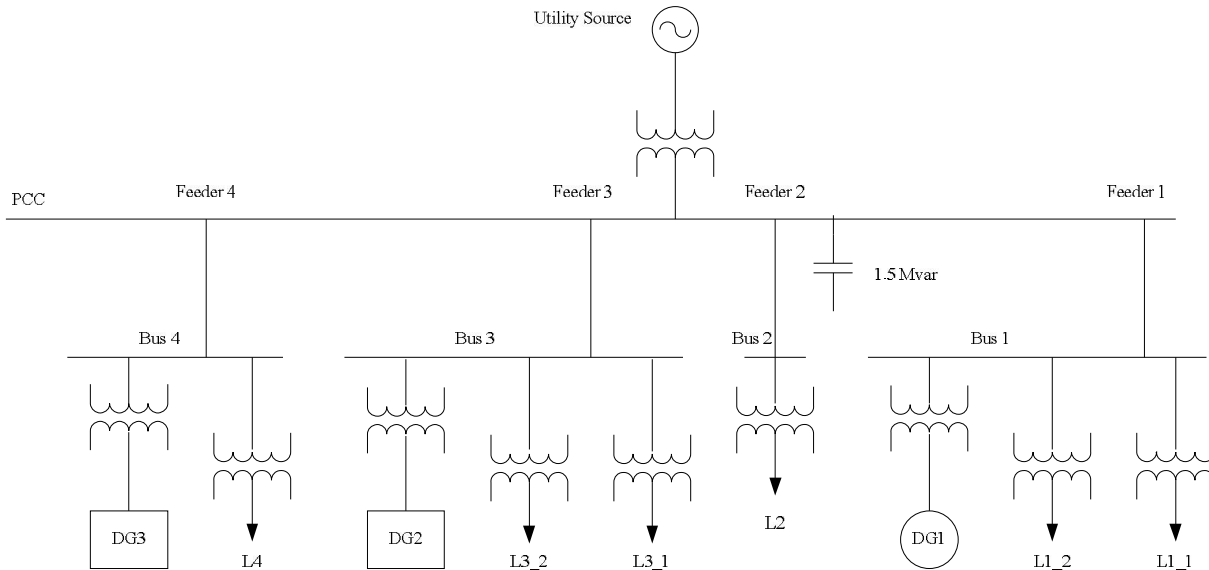 Utility Source
PCC
Feeder 4
Feeder 3
Feeder 2
Feeder 1
1.5 Mvar
Bus 4
Bus 3
Bus 2
Bus 1
DG3
L4
DG2
L3_2
L3_1
L2
DG1
L1_2
L1_1